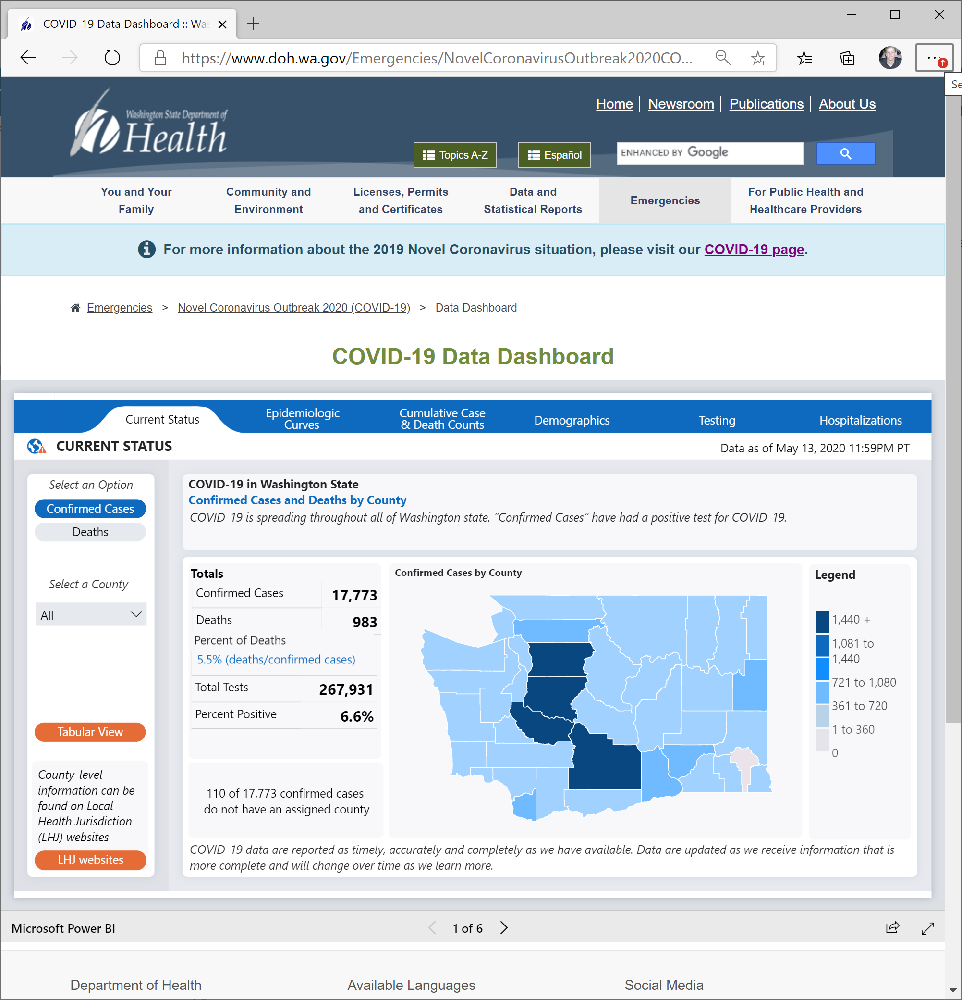 COVID-19 Data Dashboard :: Wa
https://www.doh.wa.gov/Emergencies/NovelCoronavirusOutbreak2020CO...
Se
Washington State Department of
Health
Home
Newsroom
Publications
About Us
Topics A-Z
Español
ENHANCED BY Google
You and Your
Family
Community and
Environment
Licenses, Permits
and Certificates
Data and
Statistical Reports
Emergencies
For Public Health and
Healthcare Providers
For more information about the 2019 Novel Coronavirus situation, please visit our COVID-19 page.
Emergencies > Novel Coronavirus Outbreak 2020 (COVID-19) > Data Dashboard
COVID-19 Data Dashboard
Current Status
Epidemiologic
Curves
Cumulative Case
& Death Counts
Demographics
Testing
Hospitalizations
CURRENT STATUS
Data as of May 13, 2020 11:59PM PT
Select an Option
Confirmed Cases
Deaths
Select a County
All
Tabular View
County-level
information can be
found on Local
Health Jurisdiction
(LHJ) websites
LHJ websites
COVID-19 in Washington State
Confirmed Cases and Deaths by County
COVID-19 is spreading throughout all of Washington state. “Confirmed Cases” have had a positive test for COVID-19.
Totals
Confirmed Cases 17,773
Deaths 983
Percent of Deaths
5.5% (deaths/confirmed cases)
Total Tests 267,931
Percent Positive 6.6%
110 of 17,773 confirmed cases
do not have an assigned county
Confirmed Cases by County
Legend
1,440 +
1,081 to
1,440
721 to 1,080
361 to 720
1 to 360
0
COVID-19 data are reported as timely, accurately and completely as we have available. Data are updated as we receive information that is
more complete and will change over time as we learn more.
Microsoft Power BI
1 of 6
Department of Health
Available Languages
Social Media